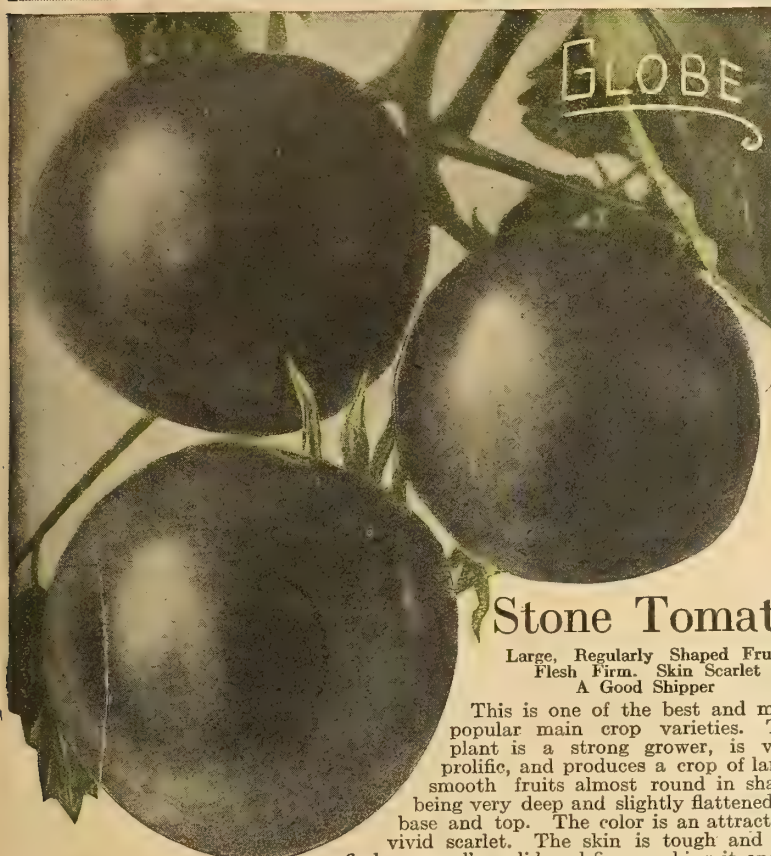 GLOBE
Stone Tomat
Large, Regularly Shaped Fru
Flesh Firm. Skin Scarlet
A Good Shipper
This is one of the best and m
popular main crop varieties. T
plant is a strong grower, is v
prolific, and produces a crop of la
smooth fruits almost round in sha
being very deep and slightly flattened
base and top. The color is an attract
vivid scarlet. The skin is tough and